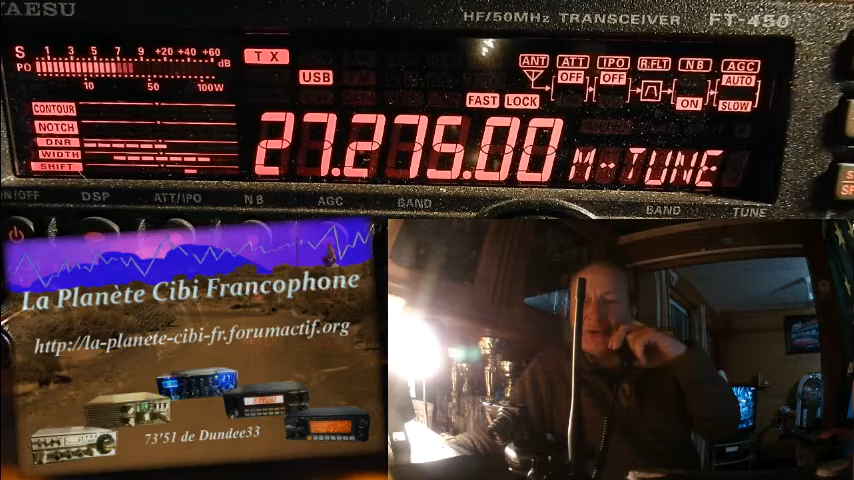 YAESU
HF/50MHz TRANSCEIVER FT-450
S 1 3 5 7 9 +20 +40 +60 dB
PO 10 50 100W
TX
USB
ANT ATT IPO R.FLT NB AGC
OFF OFF AUTO
ON SLOW
FAST LOCK
CONTOUR
NOTCH
DNR
WIDTH
SHIFT
27.275.00 M-TUNE
ON/OFF DSP ATT/IPO NB AGC BAND BAND TUNE
La Planète Cibi Francophone
http://la-planete-cibi-fr.forumactif.org
73'51 de Dundee33